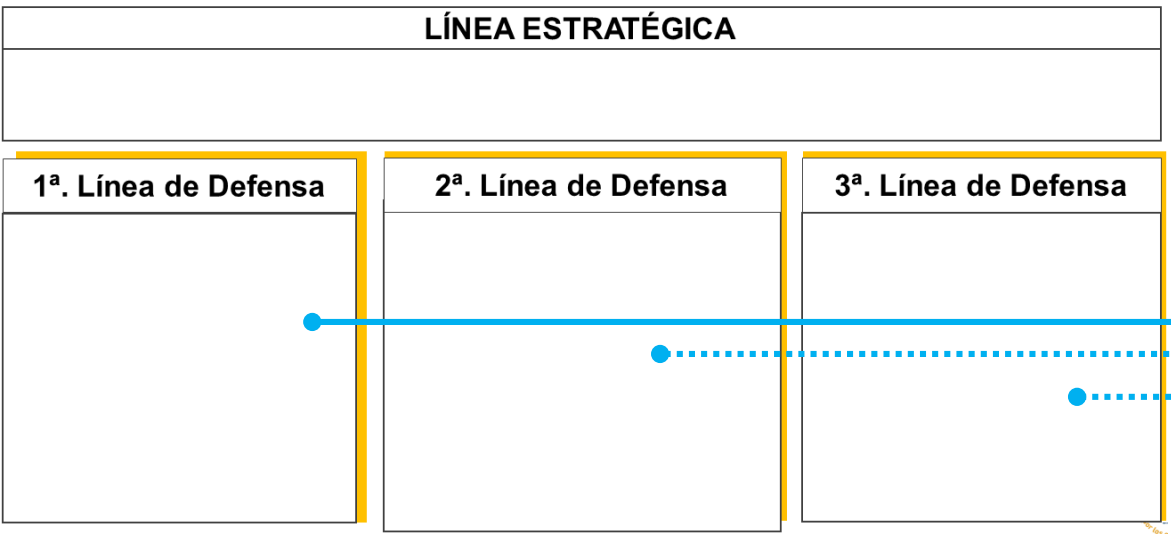 LÍNEA ESTRATÉGICA
1ª. Línea de Defensa
2ª. Línea de Defensa
3ª. Línea de Defensa